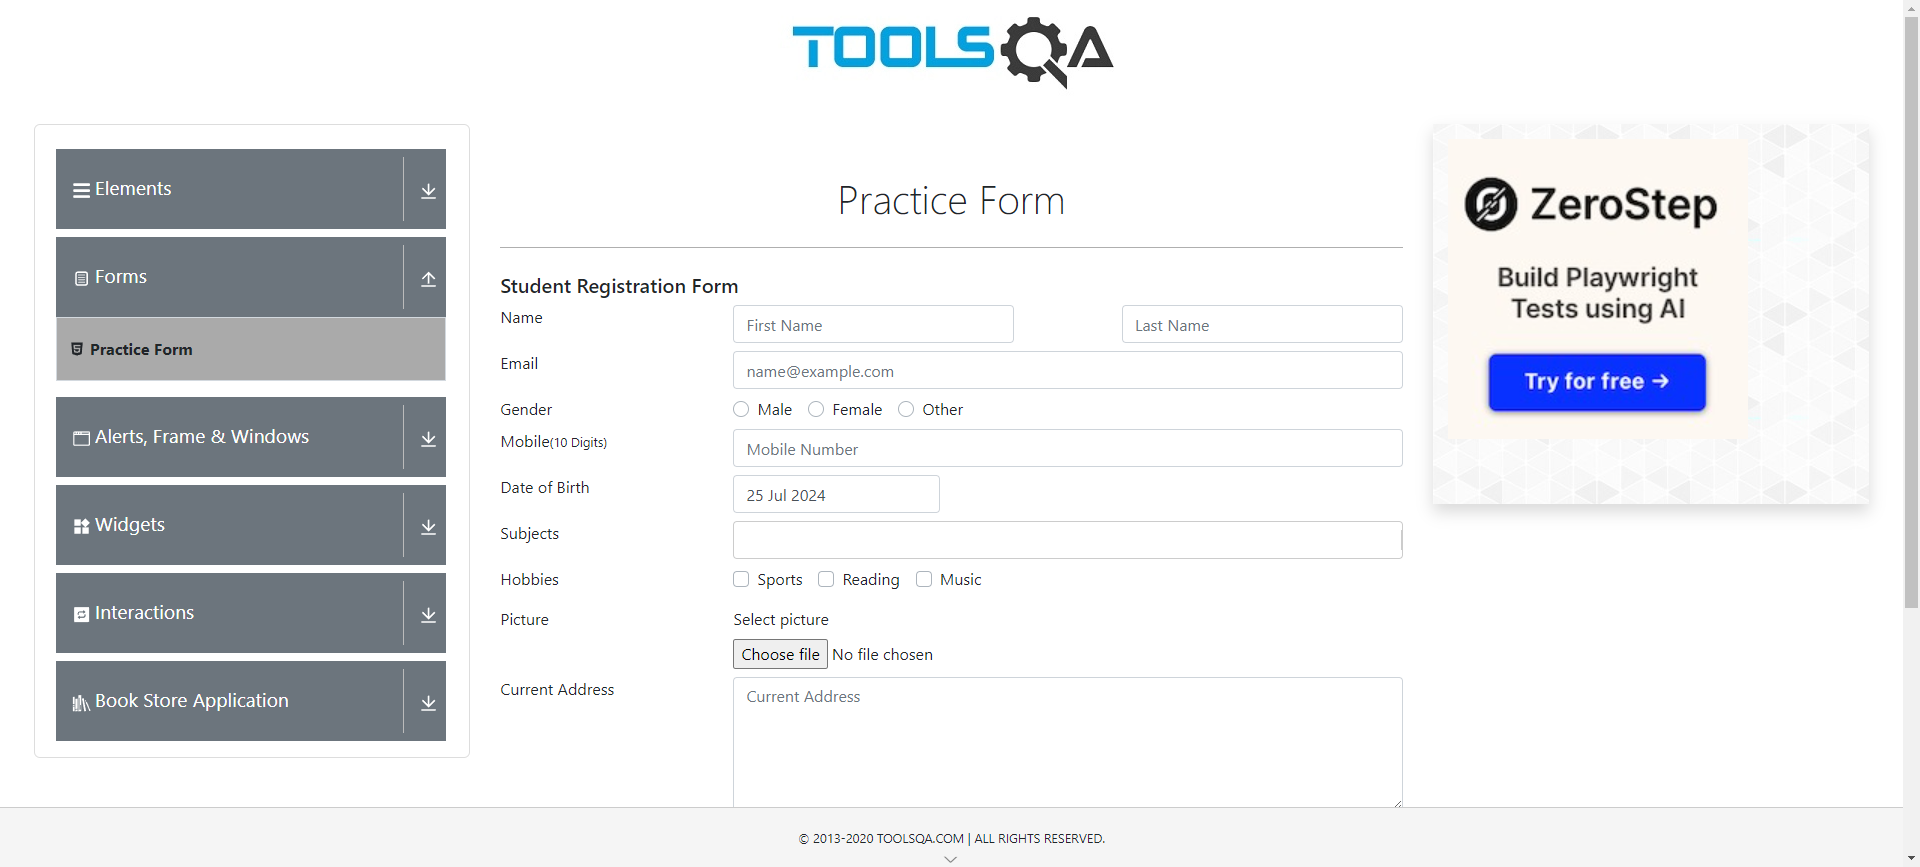 TOOLSQA
Elements
Forms
Practice Form
Alerts, Frame & Windows
Widgets
Interactions
Book Store Application
Practice Form
Student Registration Form
Name First Name Last Name
Email name@example.com
Gender Male Female Other
Mobile(10 Digits) Mobile Number
Date of Birth 25 Jul 2024
Subjects
Hobbies Sports Reading Music
Picture Select picture
Choose file No file chosen
Current Address Current Address
ZeroStep
Build Playwright
Tests using AI
Try for free →
© 2013-2020 TOOLSQA.COM | ALL RIGHTS RESERVED.